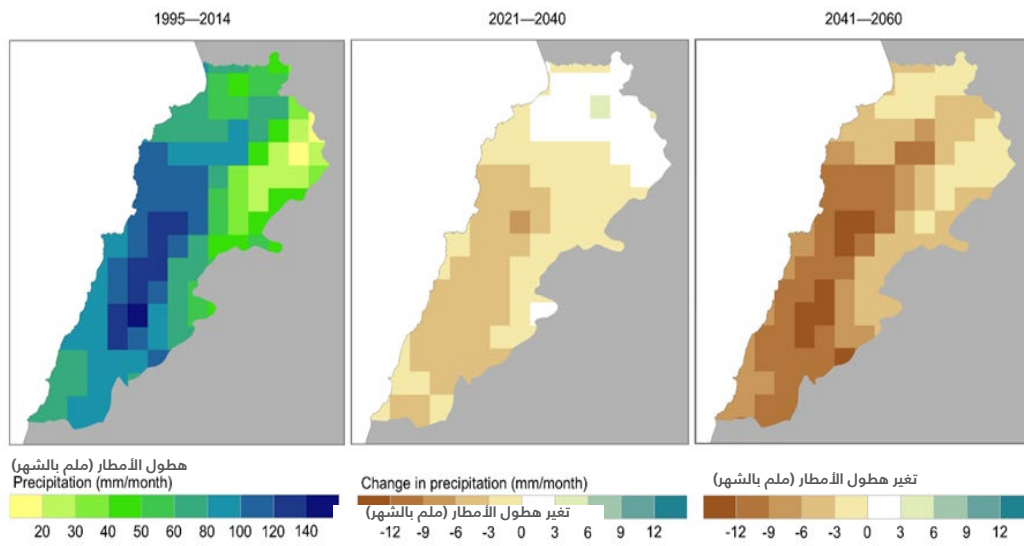 1995—2014
2021—2040
2041—2060
هطول الأمطار (ملم بالشهر)
Precipitation (mm/month)
20 30 40 50 60 80 100 120 140
Change in precipitation (mm/month)
تغير هطول الأمطار (ملم بالشهر)
-12 -9 -6 -3 0 3 6 9 12
تغير هطول الأمطار (ملم بالشهر)
-12 -9 -6 -3 0 3 6 9 12